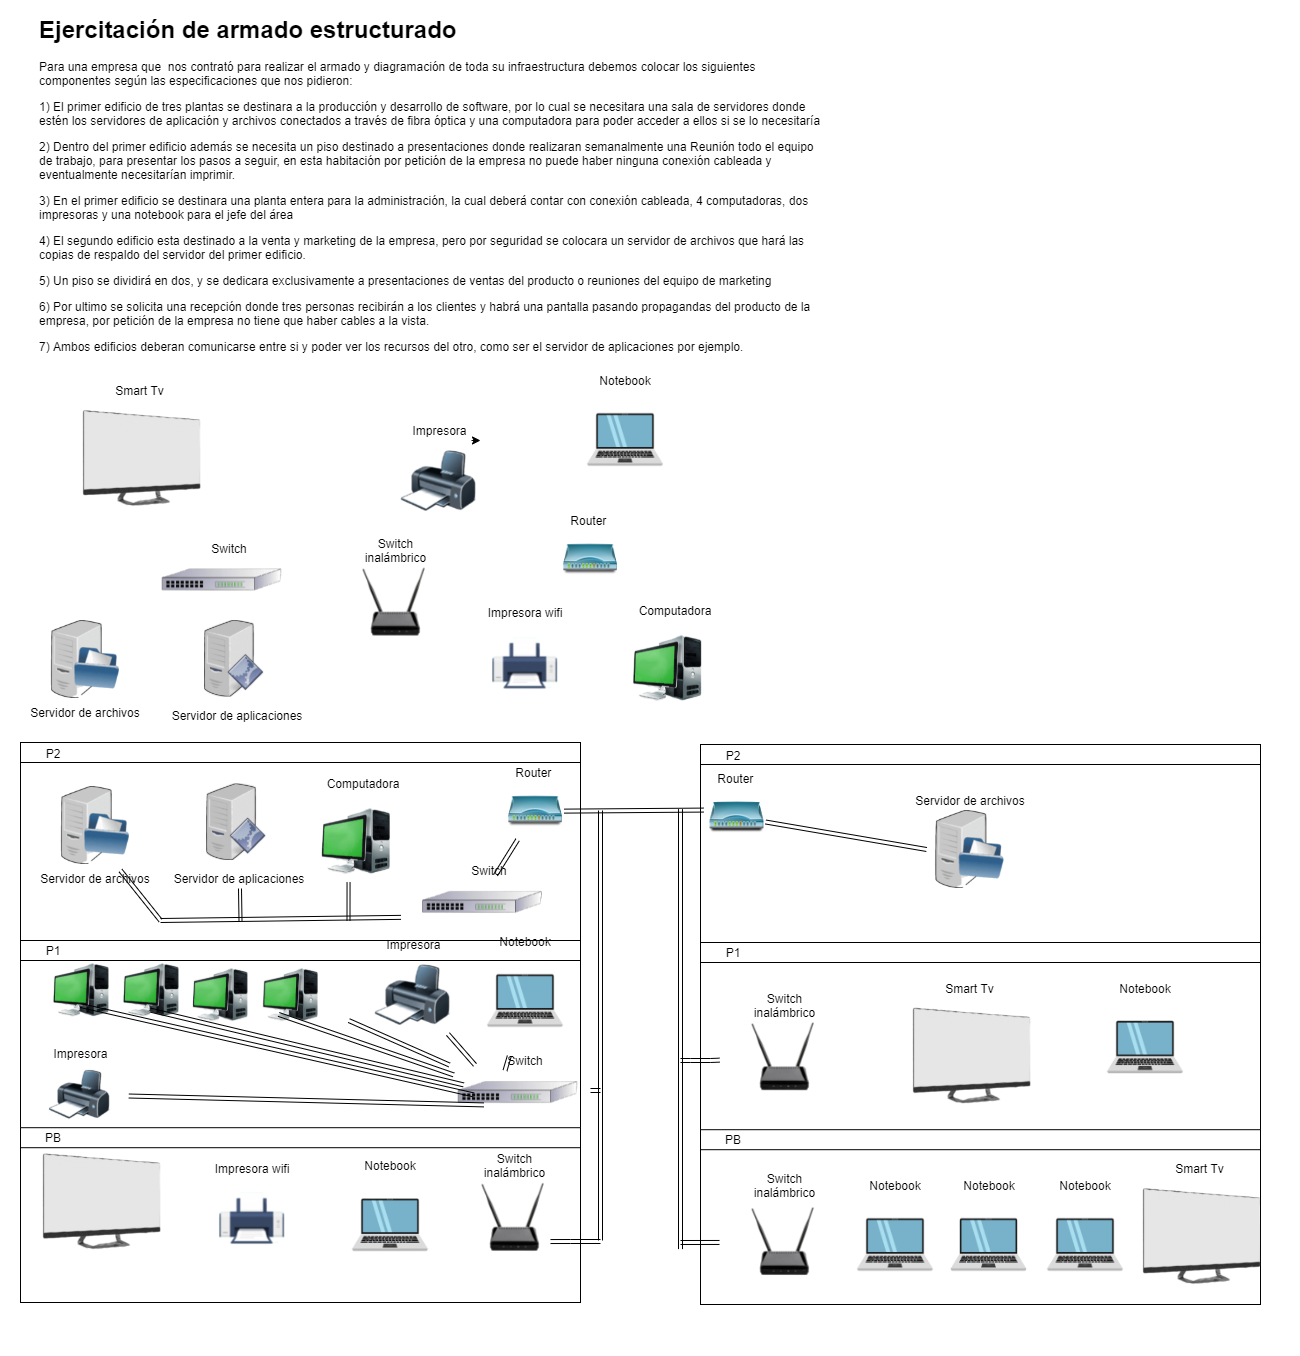 Ejercitación de armado estructurado
Para una empresa que  nos contrató para realizar el armado y diagramación de toda su infraestructura debemos colocar los siguientes
componentes según las especificaciones que nos pidieron:
1) El primer edificio de tres plantas se destinara a la producción y desarrollo de software, por lo cual se necesitara una sala de servidores donde
estén los servidores de aplicación y archivos conectados a través de fibra óptica y una computadora para poder acceder a ellos si se lo necesitaría
2) Dentro del primer edificio además se necesita un piso destinado a presentaciones donde realizaran semanalmente una Reunión todo el equipo
de trabajo, para presentar los pasos a seguir, en esta habitación por petición de la empresa no puede haber ninguna conexión cableada y
eventualmente necesitarían imprimir.
3) En el primer edificio se destinara una planta entera para la administración, la cual deberá contar con conexión cableada, 4 computadoras, dos
impresoras y una notebook para el jefe del área
4) El segundo edificio esta destinado a la venta y marketing de la empresa, pero por seguridad se colocara un servidor de archivos que hará las
copias de respaldo del servidor del primer edificio.
5) Un piso se dividirá en dos, y se dedicara exclusivamente a presentaciones de ventas del producto o reuniones del equipo de marketing
6) Por ultimo se solicita una recepción donde tres personas recibirán a los clientes y habrá una pantalla pasando propagandas del producto de la
empresa, por petición de la empresa no tiene que haber cables a la vista.
7) Ambos edificios deberan comunicarse entre si y poder ver los recursos del otro, como ser el servidor de aplicaciones por ejemplo.
Smart Tv
Notebook
Impresora
Router
Switch
Switch
inalámbrico
Impresora wifi
Computadora
Servidor de archivos
Servidor de aplicaciones
P2
Computadora
Router
Servidor de archivos
Servidor de aplicaciones
Switch
P1
Impresora
Notebook
Impresora
Switch
PB
Impresora wifi
Notebook
Switch
inalámbrico
P2
Router
Servidor de archivos
P1
Switch
inalámbrico
Smart Tv
Notebook
PB
Switch
inalámbrico
Notebook
Notebook
Notebook
Smart Tv